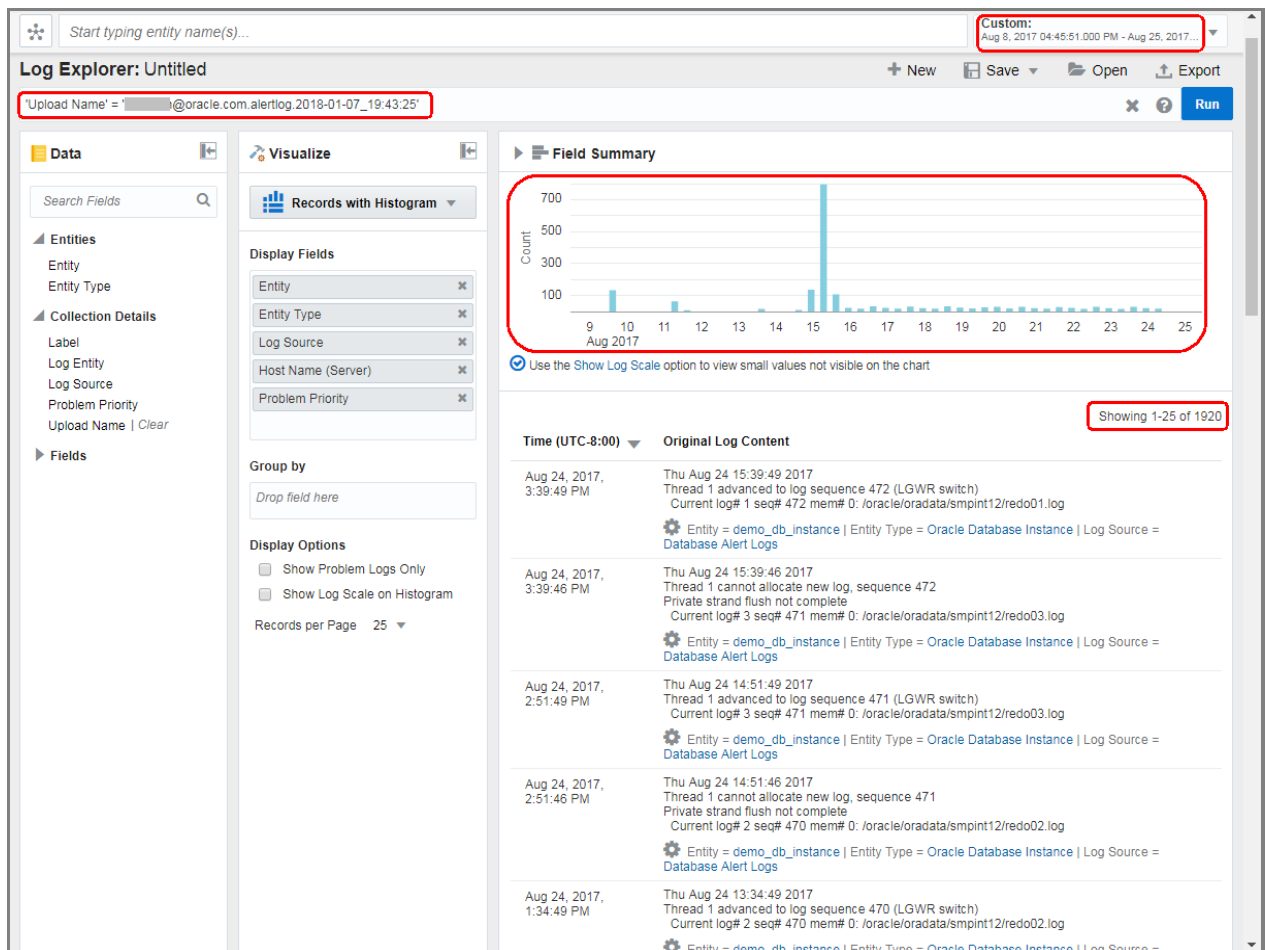 Start typing entity name(s)...
Custom:
Aug 8, 2017 04:45:51.000 PM - Aug 25, 2017...
Log Explorer: Untitled
New Save Open Export
'Upload Name' = ' @oracle.com.alertlog.2018-01-07_19:43:25'
Run
Data
Search Fields
Entities
Entity
Entity Type
Collection Details
Label
Log Entity
Log Source
Problem Priority
Upload Name | Clear
Fields
Visualize
Records with Histogram
Display Fields
Entity
Entity Type
Log Source
Host Name (Server)
Problem Priority
Group by
Drop field here
Display Options
Show Problem Logs Only
Show Log Scale on Histogram
Records per Page 25
Field Summary
Count
700
500
300
100
9 10 11 12 13 14 15 16 17 18 19 20 21 22 23 24 25
Aug 2017
Use the Show Log Scale option to view small values not visible on the chart
Showing 1-25 of 1920
Time (UTC-8:00) Original Log Content
Aug 24, 2017,
3:39:49 PM
Thu Aug 24 15:39:49 2017
Thread 1 advanced to log sequence 472 (LGWR switch)
Current log# 1 seq# 472 mem# 0: /oracle/oradata/smpint12/redo01.log
Entity = demo_db_instance | Entity Type = Oracle Database Instance | Log Source =
Database Alert Logs
Aug 24, 2017,
3:39:46 PM
Thu Aug 24 15:39:46 2017
Thread 1 cannot allocate new log, sequence 472
Private strand flush not complete
Current log# 3 seq# 471 mem# 0: /oracle/oradata/smpint12/redo03.log
Entity = demo_db_instance | Entity Type = Oracle Database Instance | Log Source =
Database Alert Logs
Aug 24, 2017,
2:51:49 PM
Thu Aug 24 14:51:49 2017
Thread 1 advanced to log sequence 471 (LGWR switch)
Current log# 3 seq# 471 mem# 0: /oracle/oradata/smpint12/redo03.log
Entity = demo_db_instance | Entity Type = Oracle Database Instance | Log Source =
Database Alert Logs
Aug 24, 2017,
2:51:46 PM
Thu Aug 24 14:51:46 2017
Thread 1 cannot allocate new log, sequence 471
Private strand flush not complete
Current log# 2 seq# 470 mem# 0: /oracle/oradata/smpint12/redo02.log
Entity = demo_db_instance | Entity Type = Oracle Database Instance | Log Source =
Database Alert Logs
Aug 24, 2017,
1:34:49 PM
Thu Aug 24 13:34:49 2017
Thread 1 advanced to log sequence 470 (LGWR switch)
Current log# 2 seq# 470 mem# 0: /oracle/oradata/smpint12/redo02.log
Entity = demo_db_instance | Entity Type = Oracle Database Instance | Log Source =